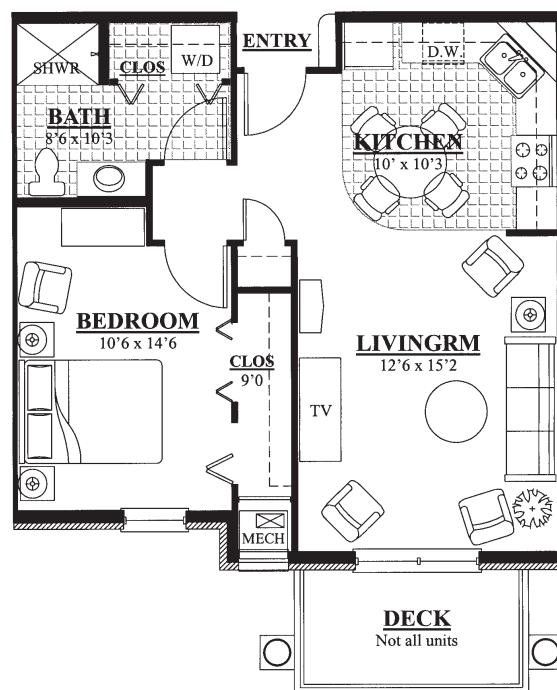 ENTRY
D.W.
W/D
SHWR
CLOS
BATH
8'6 x 10'3
KITCHEN
10' x 10'3
BEDROOM
10'6 x 14'6
CLOS
9'0
LIVINGRM
12'6 x 15'2
TV
MECH
DECK
Not all units